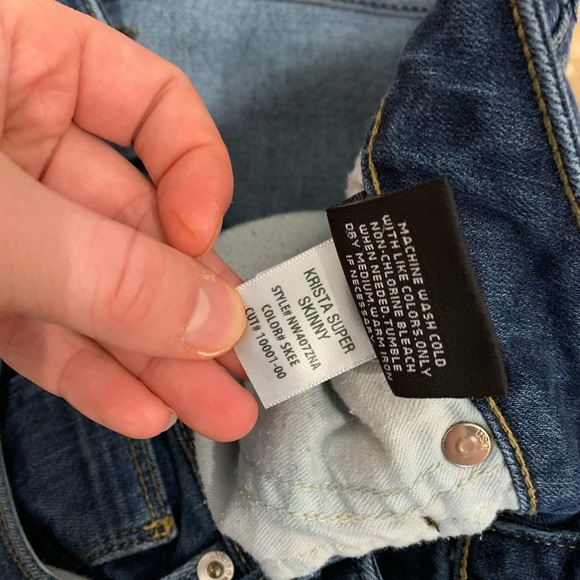 KRISTA SUPER
SKINNY
STYLE# NW407ZNA
COLOR# SKEE
CUT# 10001-00
MACHINE WASH COLD
WITH LIKE COLORS.ONLY
NON-CHLORINE BLEACH
WHEN NEEDED. TUMBLE
DRY MEDIUM.WARM IRON
IF NECESSARY